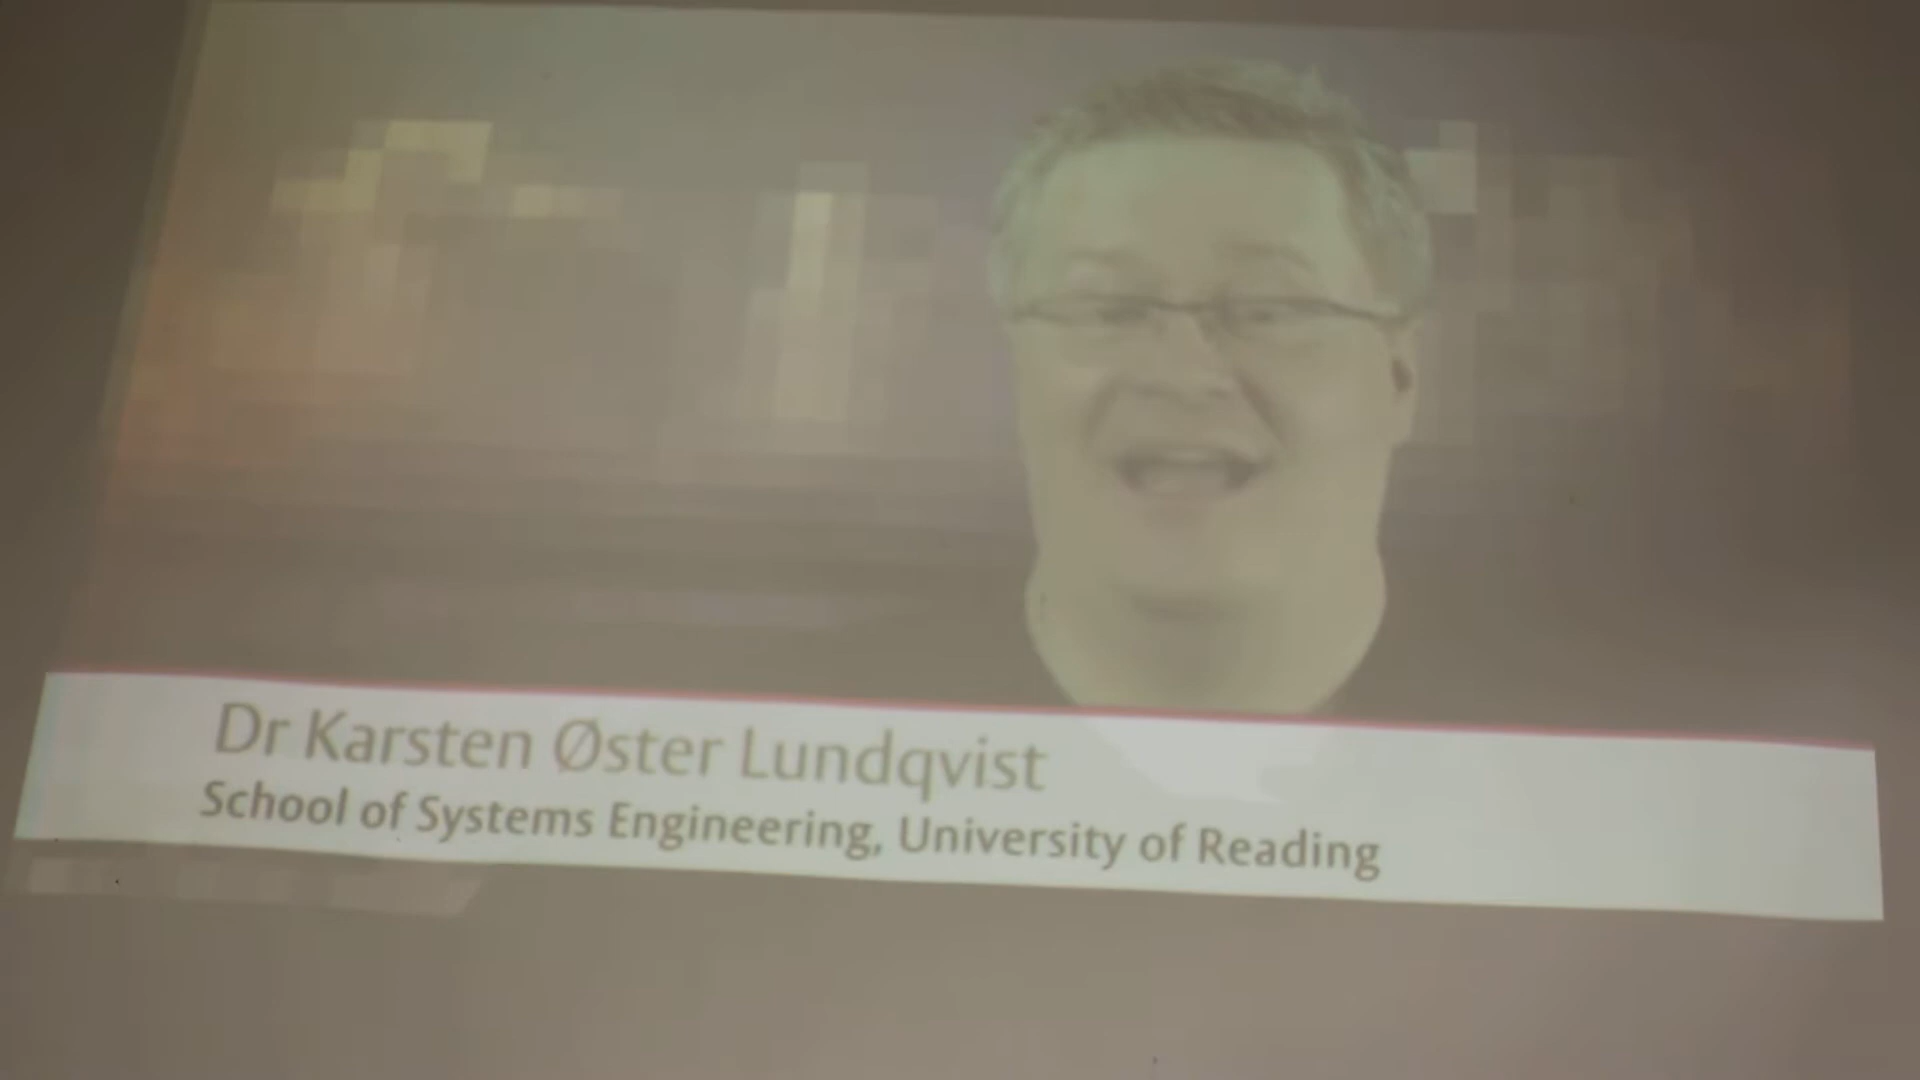 Dr Karsten Øster Lundqvist
School of Systems Engineering, University of Reading